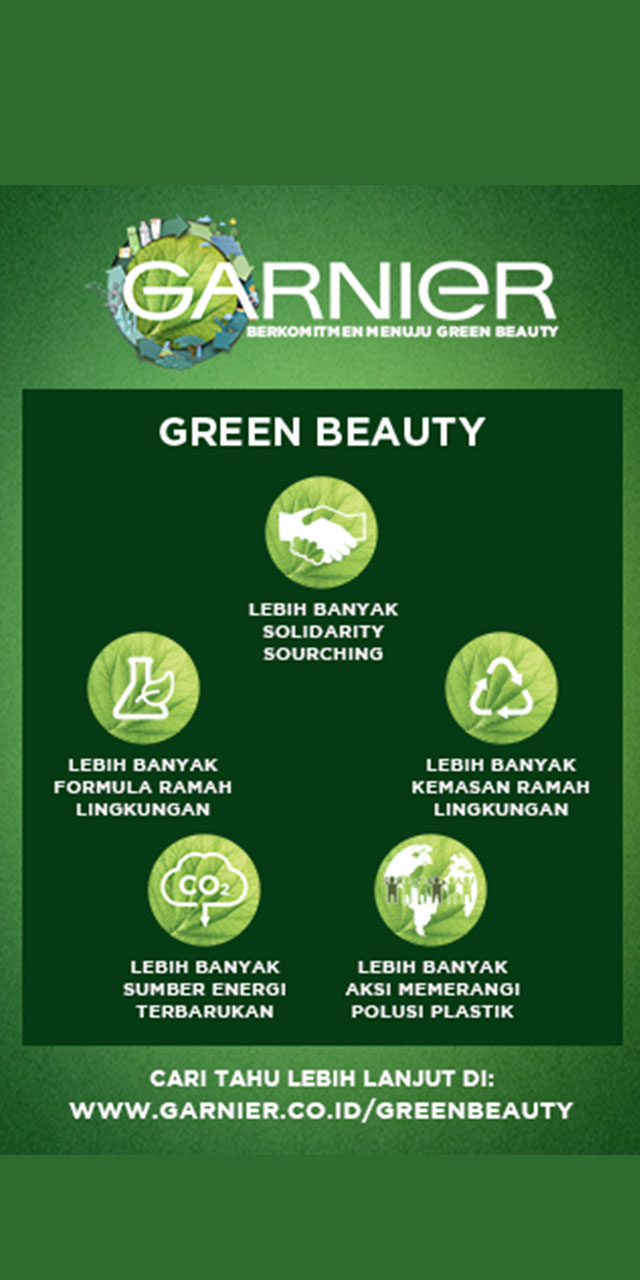 GARNIER
BERKOMITMEN MENUJU GREEN BEAUTY
GREEN BEAUTY
LEBIH BANYAK
SOLIDARITY
SOURCHING
LEBIH BANYAK
FORMULA RAMAH
LINGKUNGAN
LEBIH BANYAK
KEMASAN RAMAH
LINGKUNGAN
CO₂
LEBIH BANYAK
SUMBER ENERGI
TERBARUKAN
LEBIH BANYAK
AKSI MEMERANGI
POLUSI PLASTIK
CARI TAHU LEBIH LANJUT DI:
WWW.GARNIER.CO.ID/GREENBEAUTY